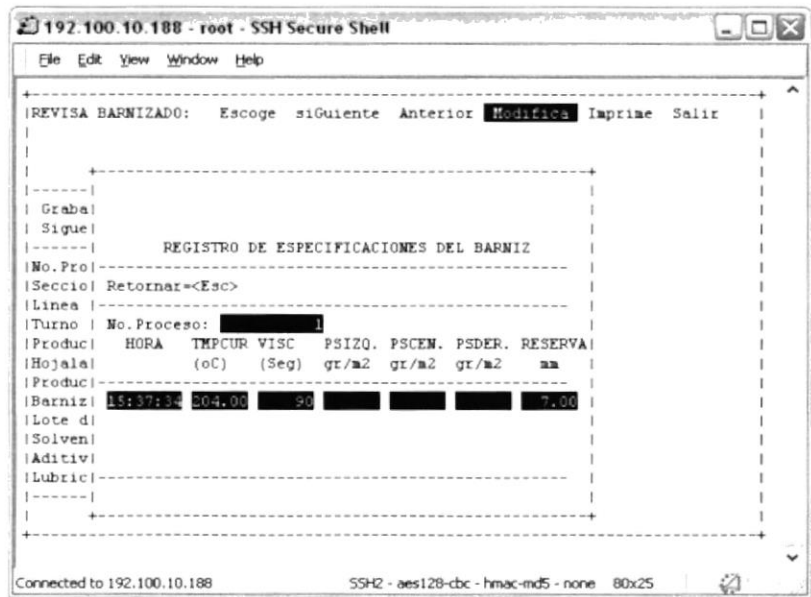 192.100.10.188 - root - SSH Secure Shell
File Edit View Window Help
REVISA BARNIZADO: Escoge siGuiente Anterior Modifica Imprime Salir
Graba
Sigue
REGISTRO DE ESPECIFICACIONES DEL BARNIZ
No.Pro
Seccio Retornar=<Esc>
Linea
Turno No.Proceso: 1
Produc HORA TMPCUR VISC PSIZQ. PSCEN. PSDER. RESERVA
Hojala (oC) (Seg) gr/m2 gr/m2 gr/m2 mm
Produc
Barniz 15:37:34 204.00 90 7.00
Lote d
Solven
Aditiv
Lubric
Connected to 192.100.10.188 SSH2 - aes128-cbc - hmac-md5 - none 80x25